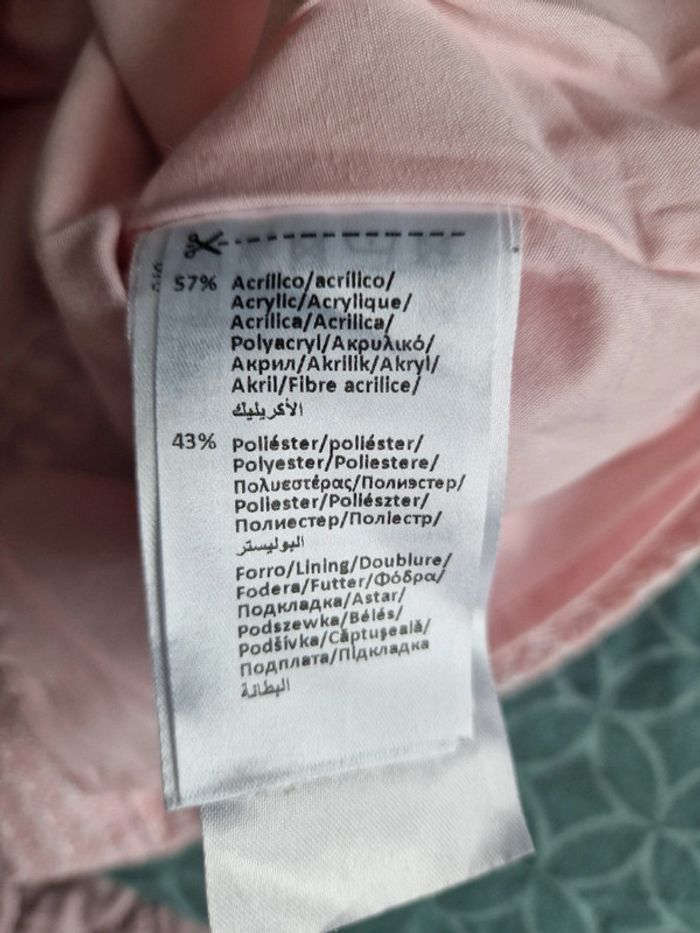 57% Acrílico/acrílico/
Acrylic/Acrylique/
Acrílica/Acrilica/
Polyacryl/Ακρυλικό/
Акрил/Akrilik/Akryl/
Akril/Fibre acrilice/
الأكريليك
43% Poliéster/poliéster/
Polyester/Poliestere/
Πολυεστέρας/Полиэстер/
Poliester/Poliészter/
Полиестер/Поліестр/
البوليستر
Forro/Lining/Doublure/
Fodera/Futter/Φόδρα/
Подкладка/Astar/
Podszewka/Bélés/
Podšívka/Căptuşeală/
Подплата/Підкладка
البطانة